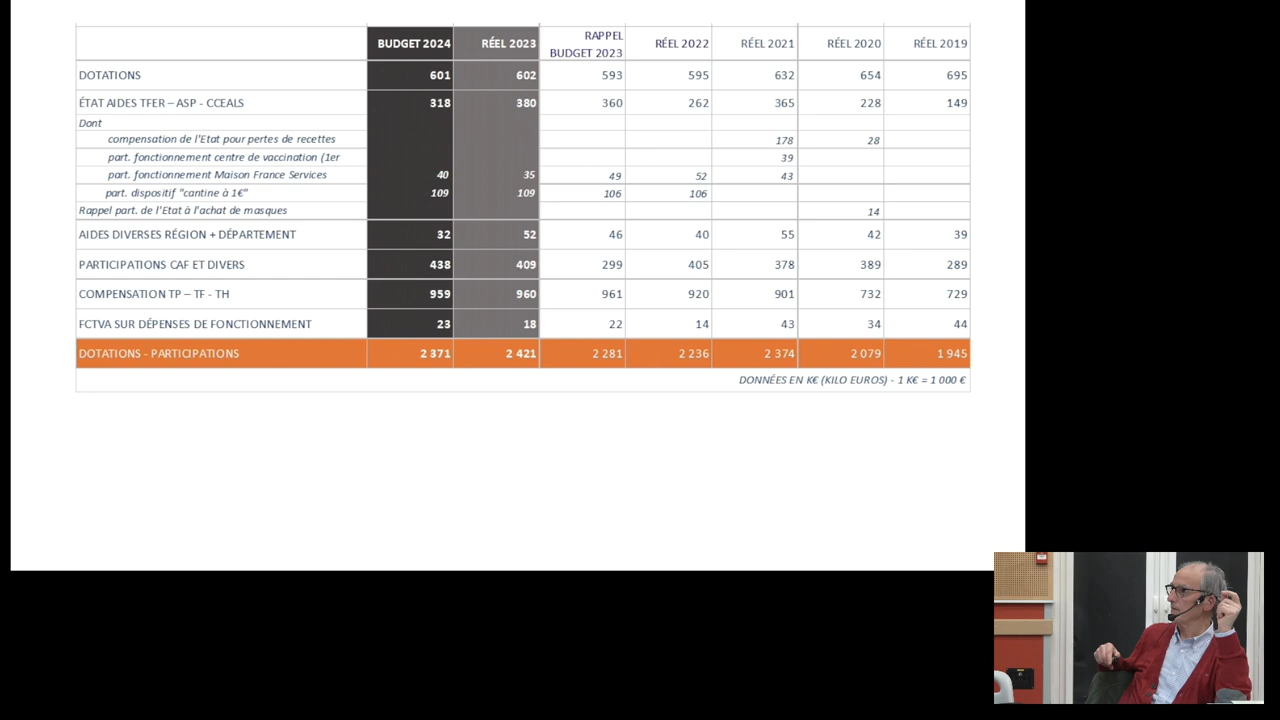 BUDGET 2024 RÉEL 2023 RAPPEL BUDGET 2023 RÉEL 2022 RÉEL 2021 RÉEL 2020 RÉEL 2019
DOTATIONS 601 602 593 595 632 654 695
ÉTAT AIDES TFER – ASP - CCEALS 318 380 360 262 365 228 149
Dont
compensation de l'Etat pour pertes de recettes 178 28
part. fonctionnement centre de vaccination (1er 39
part. fonctionnement Maison France Services 40 35 49 52 43
part. dispositif "cantine à 1€" 109 109 106 106
Rappel part. de l'Etat à l'achat de masques 14
AIDES DIVERSES RÉGION + DÉPARTEMENT 32 52 46 40 55 42 39
PARTICIPATIONS CAF ET DIVERS 438 409 299 405 378 389 289
COMPENSATION TP – TF - TH 959 960 961 920 901 732 729
FCTVA SUR DÉPENSES DE FONCTIONNEMENT 23 18 22 14 43 34 44
DOTATIONS - PARTICIPATIONS 2 371 2 421 2 281 2 236 2 374 2 079 1 945
DONNÉES EN K€ (KILO EUROS) - 1 K€ = 1 000 €